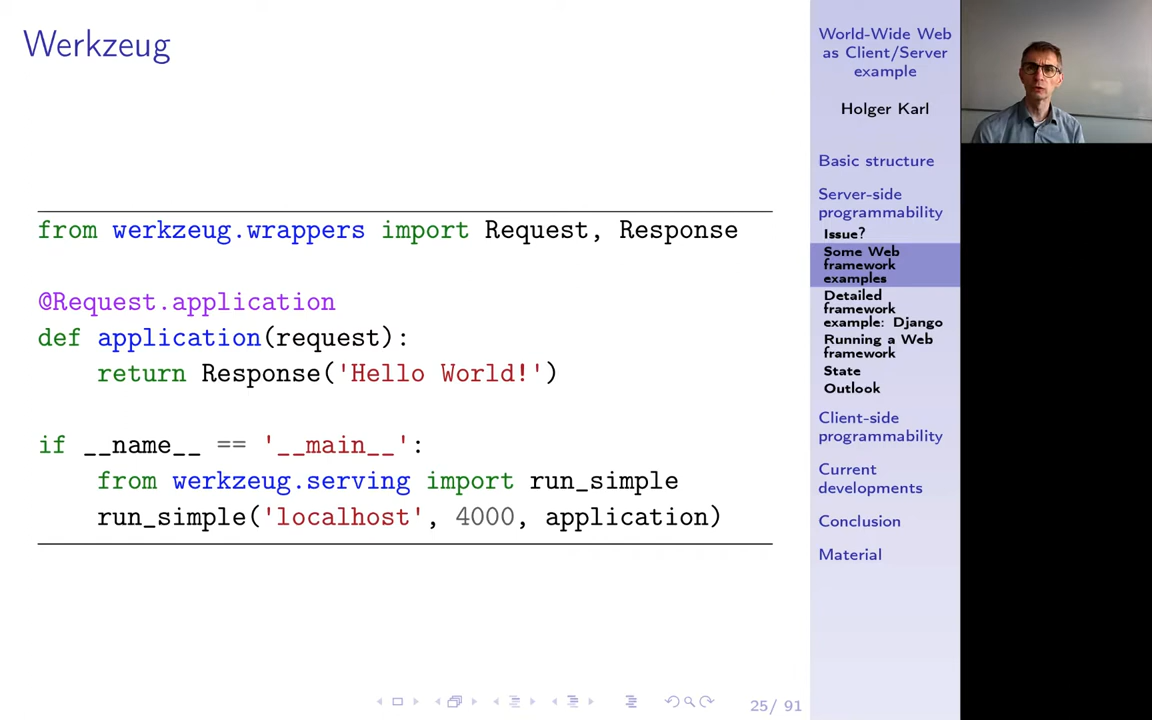 Werkzeug
from werkzeug.wrappers import Request, Response
@Request.application
def application(request):
return Response('Hello World!')
if __name__ == '__main__':
from werkzeug.serving import run_simple
run_simple('localhost', 4000, application)
World-Wide Web
as Client/Server
example
Holger Karl
Basic structure
Server-side
programmability
Issue?
Some Web
framework
examples
Detailed
framework
example: Django
Running a Web
framework
State
Outlook
Client-side
programmability
Current
developments
Conclusion
Material
25/ 91